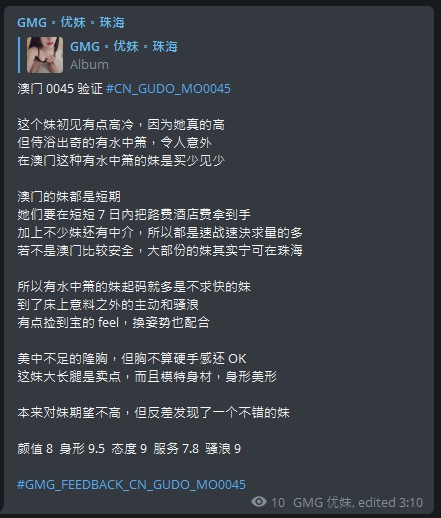 GMG。优妹。珠海
GMG。优妹。珠海
Album
澳门 0045 验证 #CN_GUDO_MO0045
这个妹初见有点高冷，因为她真的高
但侍浴出奇的有水中箫，令人意外
在澳门这种有水中箫的妹是买少见少
澳门的妹都是短期
她们要在短短 7 日内把路费酒店费拿到手
加上不少妹还有中介，所以都是速战速决求量的多
若不是澳门比较安全，大部份的妹其实宁可在珠海
所以有水中箫的妹起码就多是不求快的妹
到了床上意料之外的主动和骚浪
有点捡到宝的 feel，换姿势也配合
美中不足的隆胸，但胸不算硬手感还 OK
这妹大长腿是卖点，而且模特身材，身形美形
本来对妹期望不高，但反差发现了一个不错的妹
颜值 8 身形 9.5 态度 9 服务 7.8 骚浪 9
#GMG_FEEDBACK_CN_GUDO_MO0045
10 GMG 优妹, edited 3:10